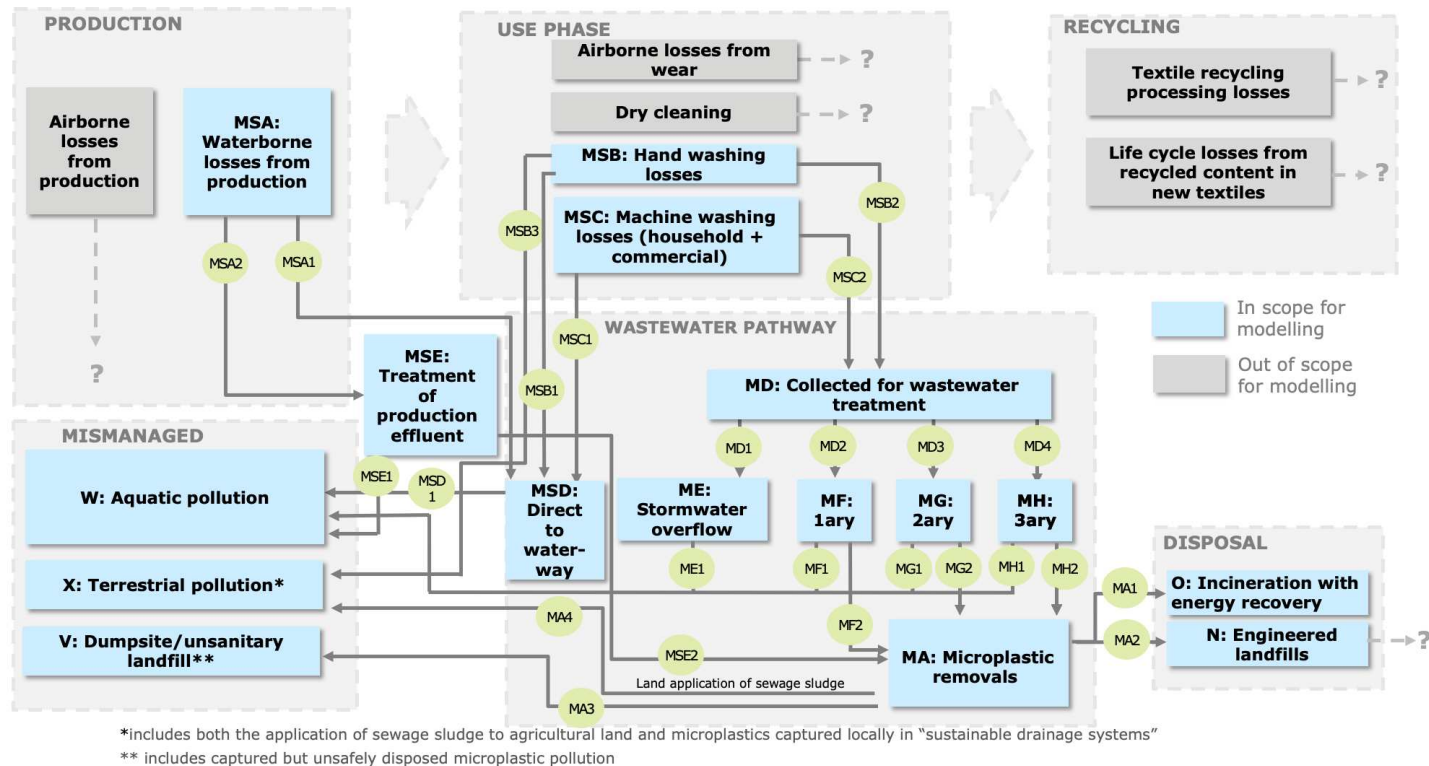 PRODUCTION
Airborne
losses
from
production
MSA:
Waterborne
losses from
production
MSA2
MSA1
?
USE PHASE
Airborne losses from
wear
?
Dry cleaning
?
MSB: Hand washing
losses
MSC: Machine washing
losses (household +
commercial)
MSB3
MSB2
MSC2
MSC1
MSB1
RECYCLING
Textile recycling
processing losses
?
Life cycle losses from
recycled content in
new textiles
?
In scope for
modelling
Out of scope
for modelling
MSE:
Treatment
of
production
effluent
WASTEWATER PATHWAY
MD: Collected for wastewater
treatment
MD1
MD2
MD3
MD4
MSD:
Direct
to
water-
way
ME:
Stormwater
overflow
MF:
1ary
MG:
2ary
MH:
3ary
ME1
MF1
MG1
MG2
MH1
MH2
MF2
MSE2
MA: Microplastic
removals
Land application of sewage sludge
MISMANAGED
W: Aquatic pollution
MSE1
MSD
1
X: Terrestrial pollution*
MA4
V: Dumpsite/unsanitary
landfill**
MA3
DISPOSAL
MA1
O: Incineration with
energy recovery
MA2
N: Engineered
landfills
?
*includes both the application of sewage sludge to agricultural land and microplastics captured locally in “sustainable drainage systems”
** includes captured but unsafely disposed microplastic pollution